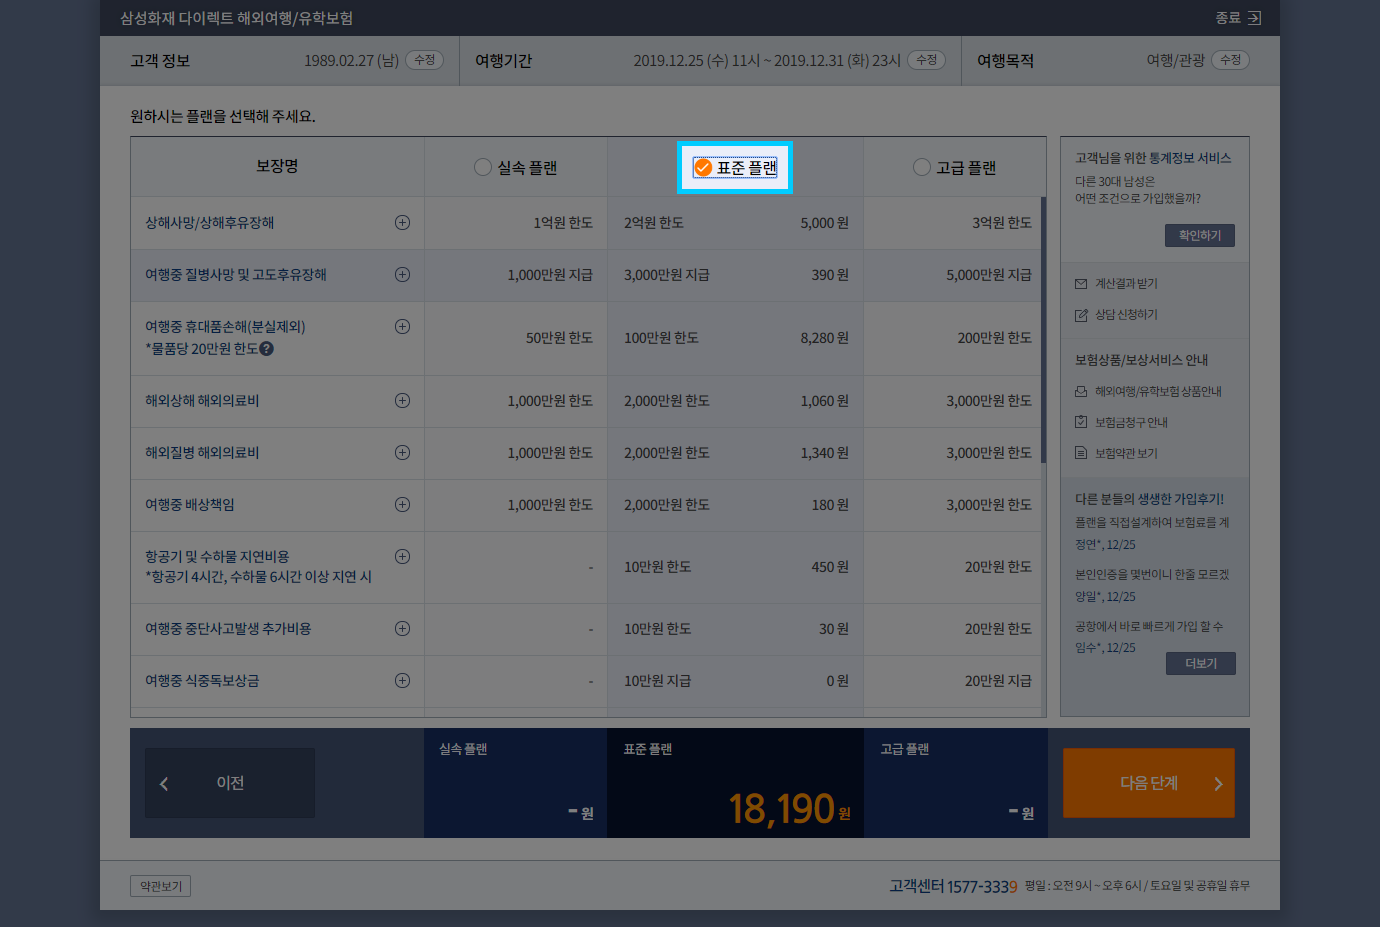 삼성화재 다이렉트 해외여행/유학보험
종료
고객 정보 1989.02.27 (남) 수정 여행기간 2019.12.25 (수) 11시 ~ 2019.12.31 (화) 23시 수정 여행목적 여행/관광 수정
원하시는 플랜을 선택해 주세요.
보장명 실속 플랜 표준 플랜 고급 플랜
상해사망/상해후유장해 1억원 한도 2억원 한도 5,000 원 3억원 한도
여행중 질병사망 및 고도후유장해 1,000만원 지급 3,000만원 지급 390 원 5,000만원 지급
여행중 휴대품손해(분실제외)
*물품당 20만원 한도? 50만원 한도 100만원 한도 8,280 원 200만원 한도
해외상해 해외의료비 1,000만원 한도 2,000만원 한도 1,060 원 3,000만원 한도
해외질병 해외의료비 1,000만원 한도 2,000만원 한도 1,340 원 3,000만원 한도
여행중 배상책임 1,000만원 한도 2,000만원 한도 180 원 3,000만원 한도
항공기 및 수하물 지연비용
*항공기 4시간, 수하물 6시간 이상 지연 시 - 10만원 한도 450 원 20만원 한도
여행중 중단사고발생 추가비용 - 10만원 한도 30 원 20만원 한도
여행중 식중독보상금 - 10만원 지급 0 원 20만원 지급
고객님을 위한 통계정보 서비스
다른 30대 남성은
어떤 조건으로 가입했을까?
확인하기
계산결과 받기
상담 신청하기
보험상품/보상서비스 안내
해외여행/유학보험 상품안내
보험금청구 안내
보험약관 보기
다른 분들의 생생한 가입후기!
플랜을 직접설계하여 보험료를 계
정연*, 12/25
본인인증을 몇번이니 한줄 모르겠
양일*, 12/25
공항에서 바로 빠르게 가입 할 수
임수*, 12/25
더보기
이전
실속 플랜
- 원
표준 플랜
18,190 원
고급 플랜
- 원
다음 단계
약관보기
고객센터 1577-3339 평일 : 오전 9시 ~ 오후 6시 / 토요일 및 공휴일 휴무